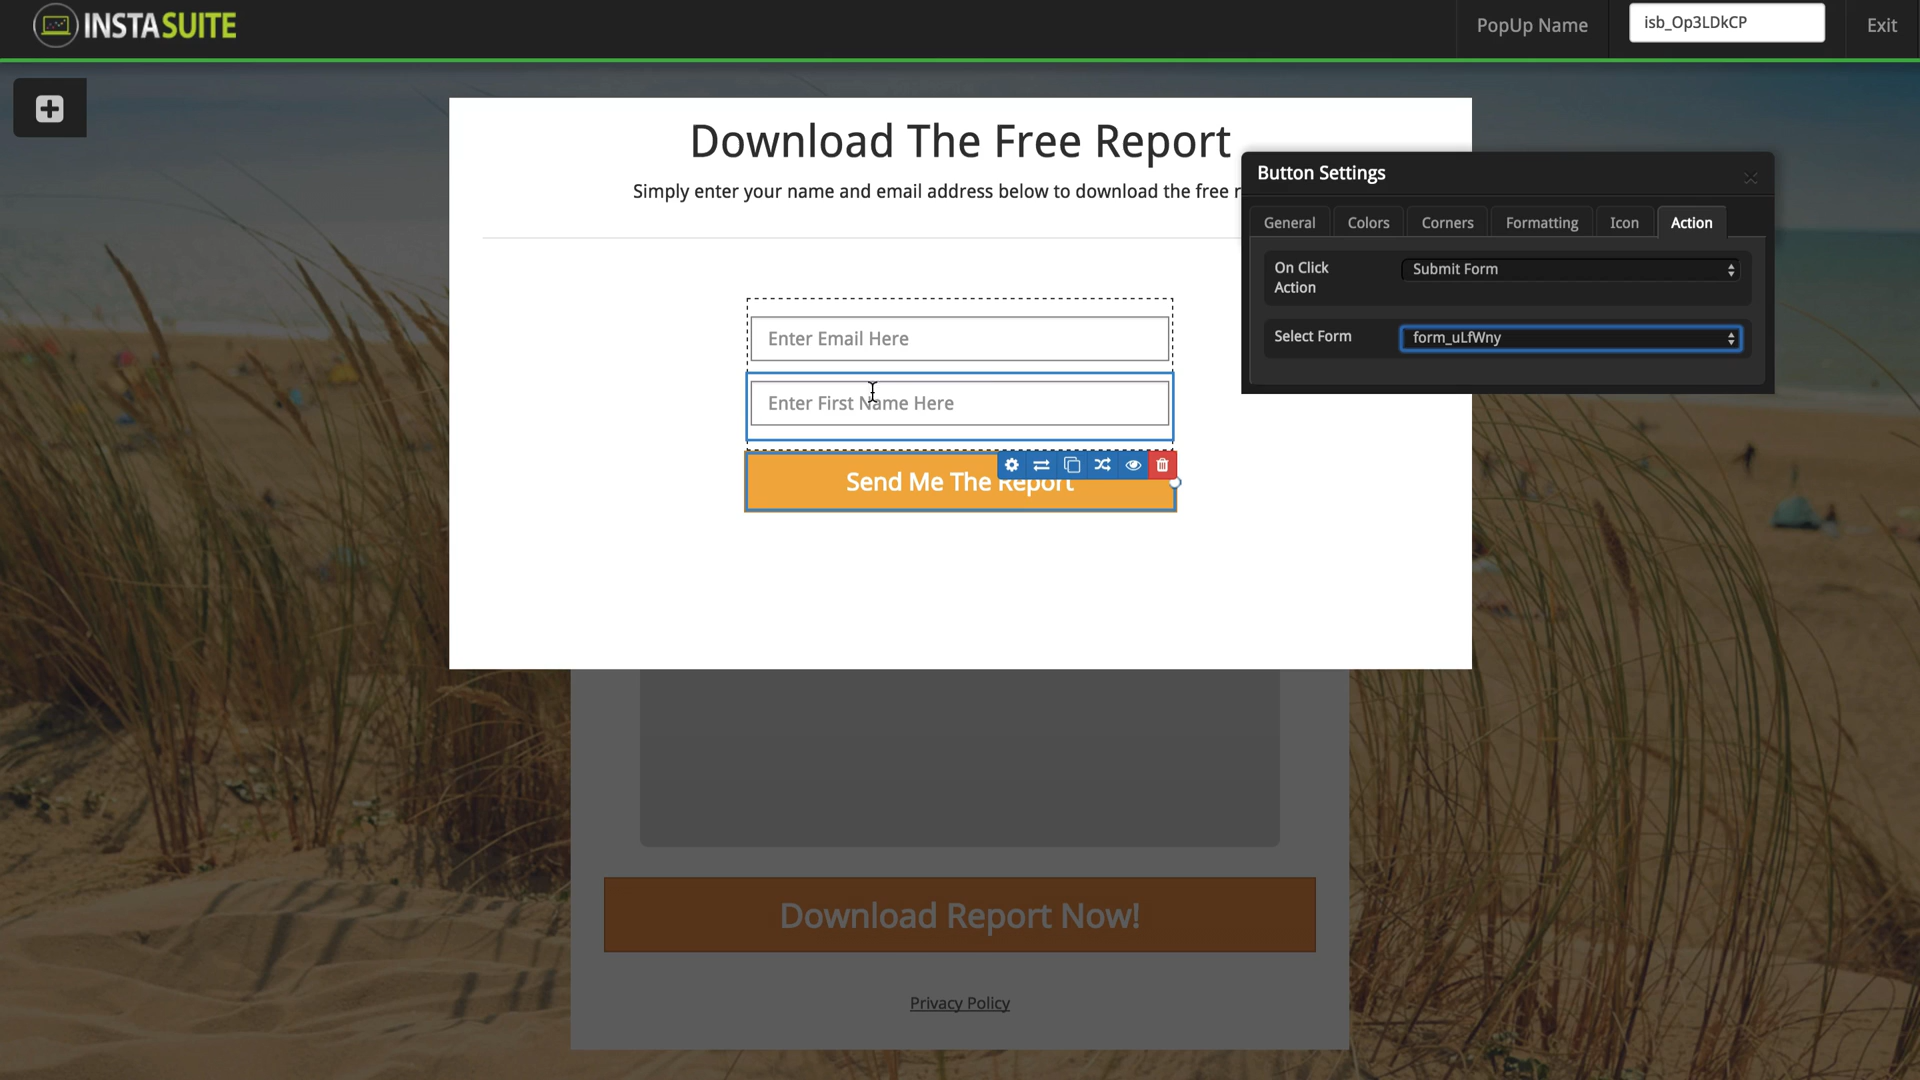 INSTASUITE
PopUp Name
isb_Op3LDkCP
Exit
Download The Free Report
Simply enter your name and email address below to download the free
Button Settings
General
Colors
Corners
Formatting
Icon
Action
On Click
Action
Submit Form
Select Form
form_uLfWny
Enter Email Here
Enter First Name Here
Send Me The Report
Download Report Now!
Privacy Policy